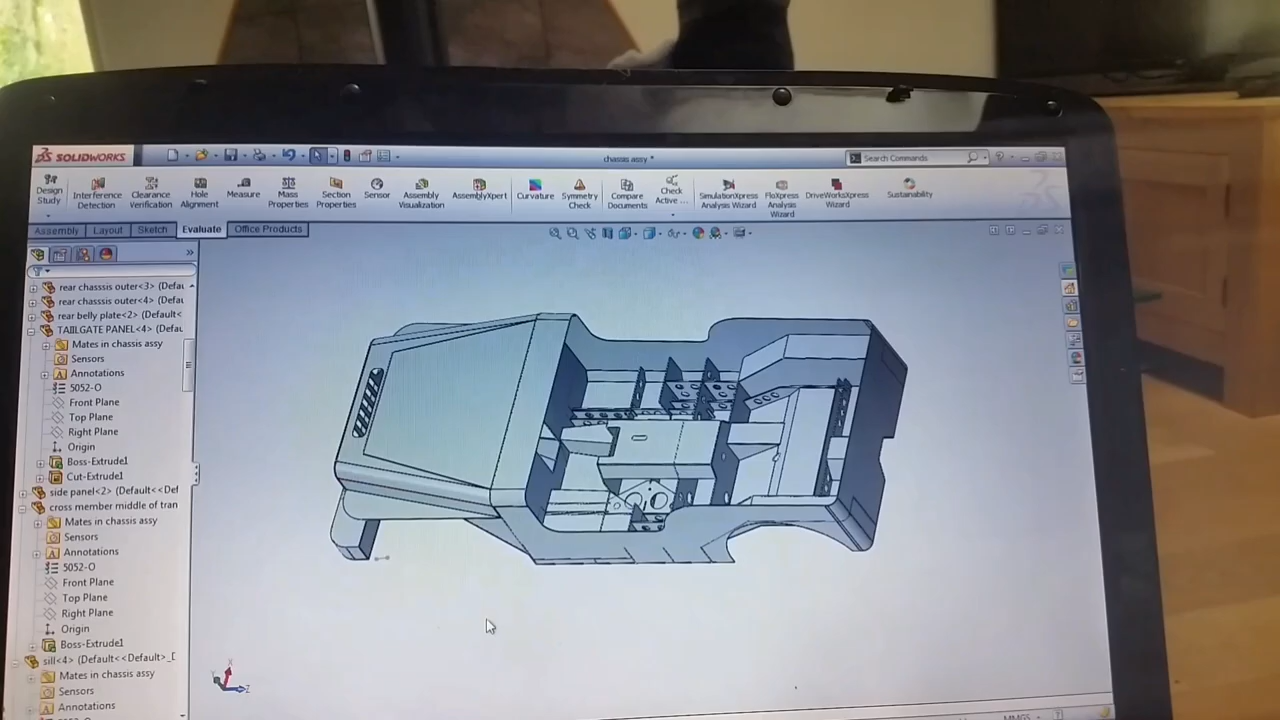 SOLIDWORKS
chassis assy *
Search Commands
Design Study
Interference Detection
Clearance Verification
Hole Alignment
Measure
Mass Properties
Section Properties
Sensor
Assembly Visualization
AssemblyXpert
Curvature
Symmetry Check
Compare Documents
Check Active ...
SimulationXpress Analysis Wizard
FloXpress Analysis Wizard
DriveWorksXpress Wizard
Sustainability
Assembly
Layout
Sketch
Evaluate
Office Products
rear chasssis outer<3> (Defau
rear chasssis outer<4> (Defau
rear belly plate<2> (Default<
TAIILGATE PANEL<4> (Defau
Mates in chassis assy
Sensors
Annotations
5052-O
Front Plane
Top Plane
Right Plane
Origin
Boss-Extrude1
Cut-Extrude1
side panel<2> (Default<<Def
cross member middle of tran
Mates in chassis assy
Sensors
Annotations
5052-O
Front Plane
Top Plane
Right Plane
Origin
Boss-Extrude1
sill<4> (Default<<Default>_D
Mates in chassis assy
Sensors
Annotations
MMGS